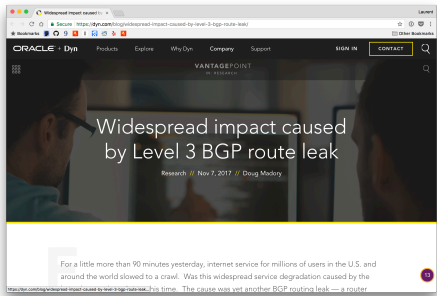 Widespread impact caused by
Laurent
Secure https://dyn.com/blog/widespread-impact-caused-by-level-3-bgp-route-leak/
Bookmarks
Other Bookmarks
ORACLE + Dyn Products Explore Why Dyn Company Support SIGN IN CONTACT
VANTAGEPOINT
RESEARCH
Widespread impact caused
by Level 3 BGP route leak
Research // Nov 7, 2017 // Doug Madory
For a little more than 90 minutes yesterday, internet service for millions of users in the U.S. and
around the world slowed to a crawl. Was this widespread service degradation caused by the
his time. The cause was yet another BGP routing leak — a router
https://dyn.com/blog/widespread-impact-caused-by-level-3-bgp-route-leak...
13